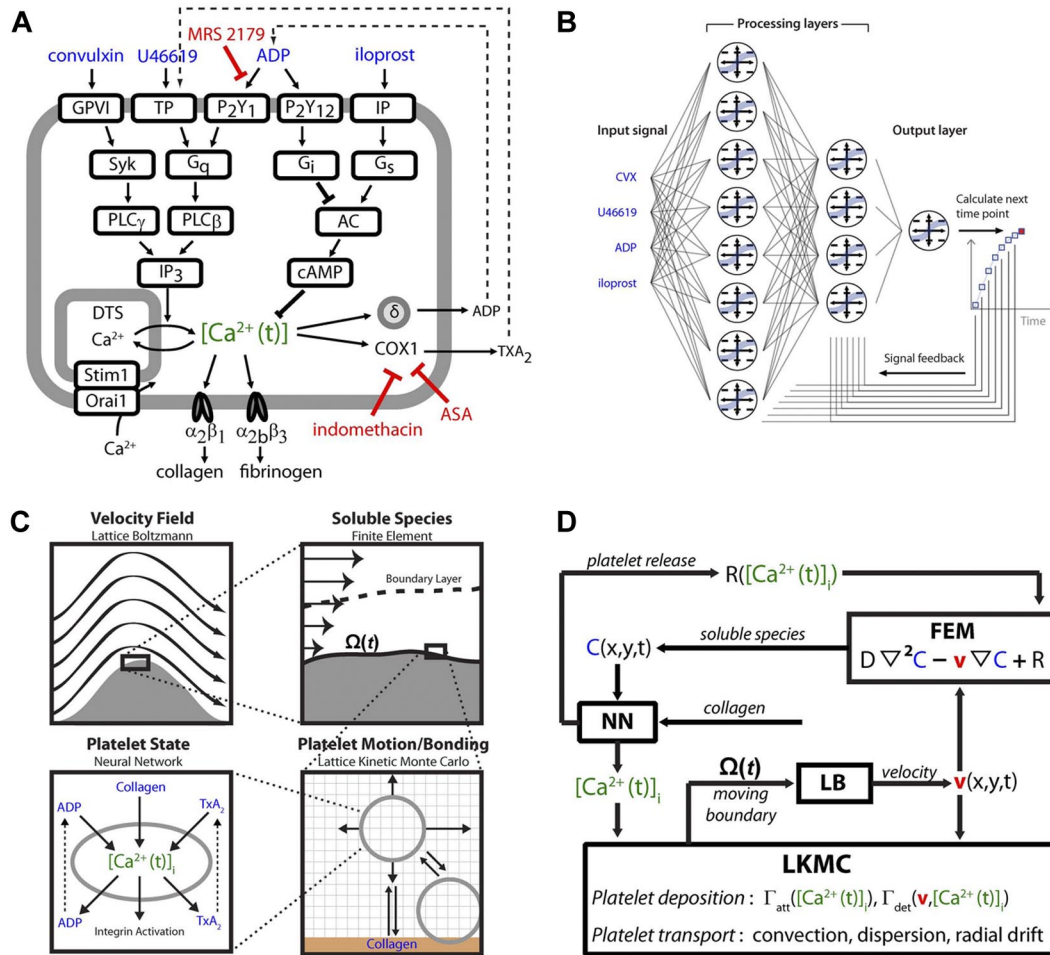 A
MRS 2179
convulxin
U46619
ADP
iloprost
GPVI
TP
P2Y1
P2Y12
IP
Syk
Gq
Gi
Gs
PLCγ
PLCβ
AC
IP3
cAMP
DTS
Ca2+
[Ca2+(t)]
δ
ADP
COX1
TXA2
Stim1
Orai1
Ca2+
α2β1
α2bβ3
indomethacin
ASA
collagen
fibrinogen
B
Processing layers
Input signal
Output layer
CVX
U46619
ADP
iloprost
Calculate next
time point
Time
Signal feedback
C
Velocity Field
Lattice Boltzmann
Soluble Species
Finite Element
Boundary Layer
Ω(t)
Platelet State
Neural Network
Collagen
ADP
TxA2
[Ca2+(t)]i
ADP
TxA2
Integrin Activation
Platelet Motion/Bonding
Lattice Kinetic Monte Carlo
Collagen
D
platelet release
R([Ca2+(t)]i)
soluble species
C(x,y,t)
FEM
D ∇2C − v ∇C + R
NN
collagen
[Ca2+(t)]i
Ω(t)
moving
boundary
LB
velocity
v(x,y,t)
LKMC
Platelet deposition : Γatt([Ca2+(t)]i), Γdet(v,[Ca2+(t)]i)
Platelet transport : convection, dispersion, radial drift